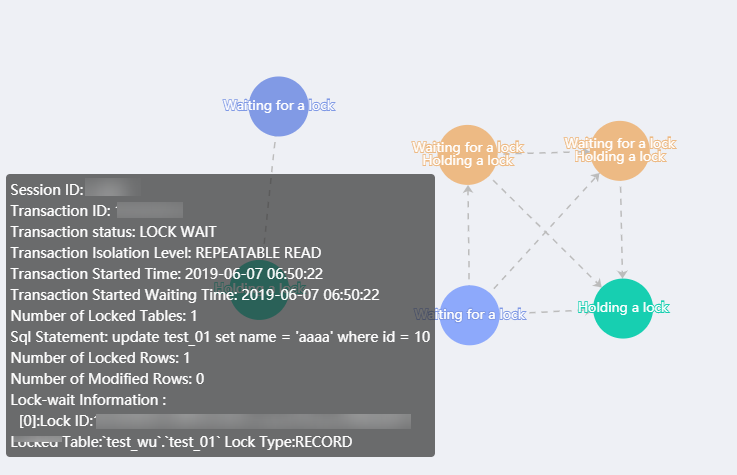 Waiting for a lock
Waiting for a lock
Holding a lock
Waiting for a lock
Holding a lock
Session ID:
Transaction ID:
Transaction status: LOCK WAIT
Transaction Isolation Level: REPEATABLE READ
Transaction Started Time: 2019-06-07 06:50:22
Holding a lock
Transaction Started Waiting Time: 2019-06-07 06:50:22
Number of Locked Tables: 1
Sql Statement: update test_01 set name = 'aaaa' where id = 10
Number of Locked Rows: 1
Number of Modified Rows: 0
Lock-wait Information :
[0]:Lock ID:
Locked Table:`test_wu`.`test_01` Lock Type:RECORD
Waiting for a lock
Holding a lock